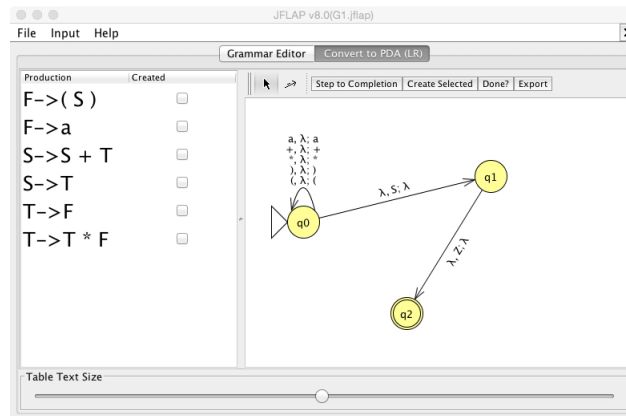 JFLAP v8.0(G1.jflap)
File Input Help
Grammar Editor Convert to PDA (LR)
Production Created
Step to Completion Create Selected Done? Export
F->( S )
F->a
S->S + T
S->T
T->F
T->T * F
a, λ; a
+, λ; +
*, λ; *
), λ; )
(, λ; (
q0
λ, S; λ
q1
λ, Z; λ
q2
Table Text Size